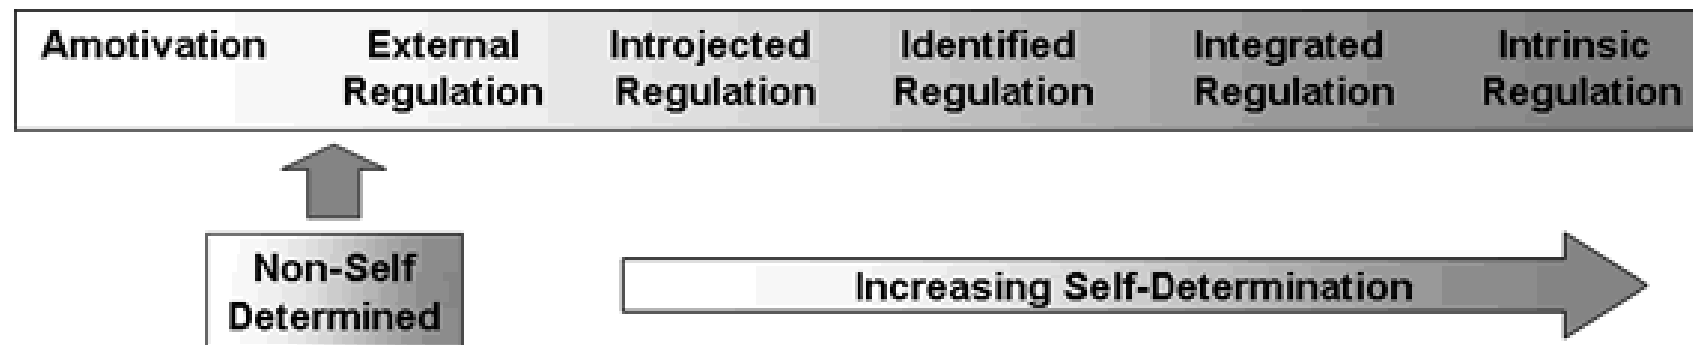 Amotivation
External
Regulation
Introjected
Regulation
Identified
Regulation
Integrated
Regulation
Intrinsic
Regulation
Non-Self
Determined
Increasing Self-Determination